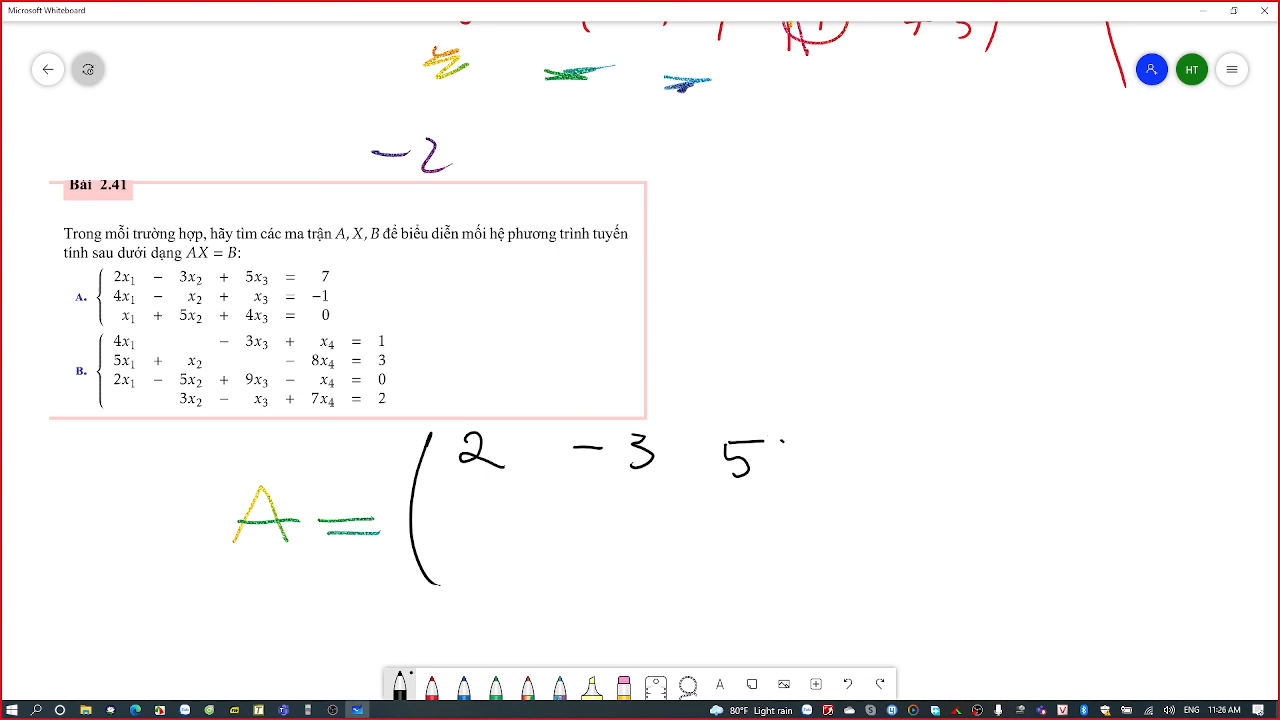 Microsoft Whiteboard
HT
-2
Bài 2.41
Trong mỗi trường hợp, hãy tìm các ma trận A, X, B để biểu diễn mối hệ phương trình tuyến
tính sau dưới dạng AX = B:
A. 2x₁ − 3x₂ + 5x₃ = 7
4x₁ − x₂ + x₃ = −1
x₁ + 5x₂ + 4x₃ = 0
B. 4x₁ − 3x₃ + x₄ = 1
5x₁ + x₂ − 8x₄ = 3
2x₁ − 5x₂ + 9x₃ − x₄ = 0
3x₂ − x₃ + 7x₄ = 2
A = ( 2 -3 5
80°F Light rain
ENG
11:26 AM